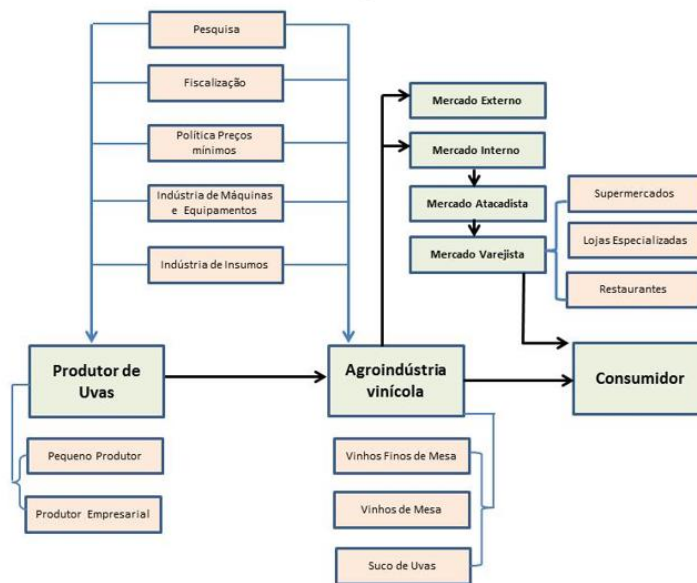 Pesquisa
Fiscalização
Política Preços
mínimos
Indústria de Máquinas
e Equipamentos
Indústria de Insumos
Mercado Externo
Mercado Interno
Mercado Atacadista
Mercado Varejista
Supermercados
Lojas Especializadas
Restaurantes
Produtor de
Uvas
Agroindústria
vinícola
Consumidor
Pequeno Produtor
Produtor Empresarial
Vinhos Finos de Mesa
Vinhos de Mesa
Suco de Uvas